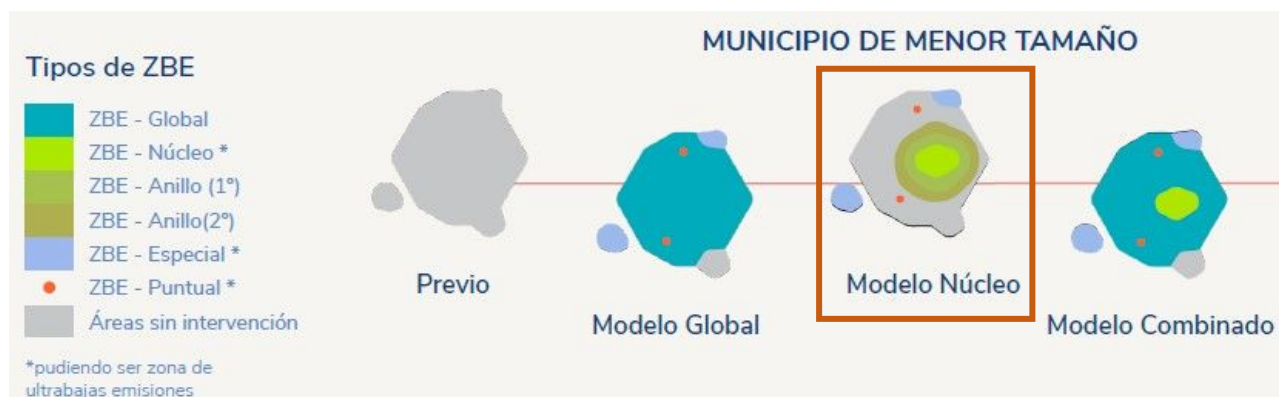 MUNICIPIO DE MENOR TAMAÑO
Tipos de ZBE
ZBE - Global
ZBE - Núcleo *
ZBE - Anillo (1º)
ZBE - Anillo(2º)
ZBE - Especial *
ZBE - Puntual *
Áreas sin intervención
*pudiendo ser zona de
ultrabajas emisiones
Previo
Modelo Global
Modelo Núcleo
Modelo Combinado